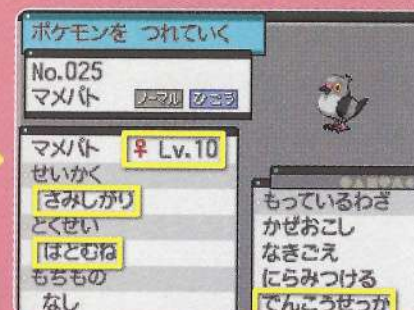 ポケモンを つれていく
No.025
マメパト ノーマル ひこう
マメパト ♀ Lv.10
せいかく
さみしがり
とくせい
はとむね
もちもの
なし
もっているわざ
かぜおこし
なきごえ
にらみつける
でんこうせっか